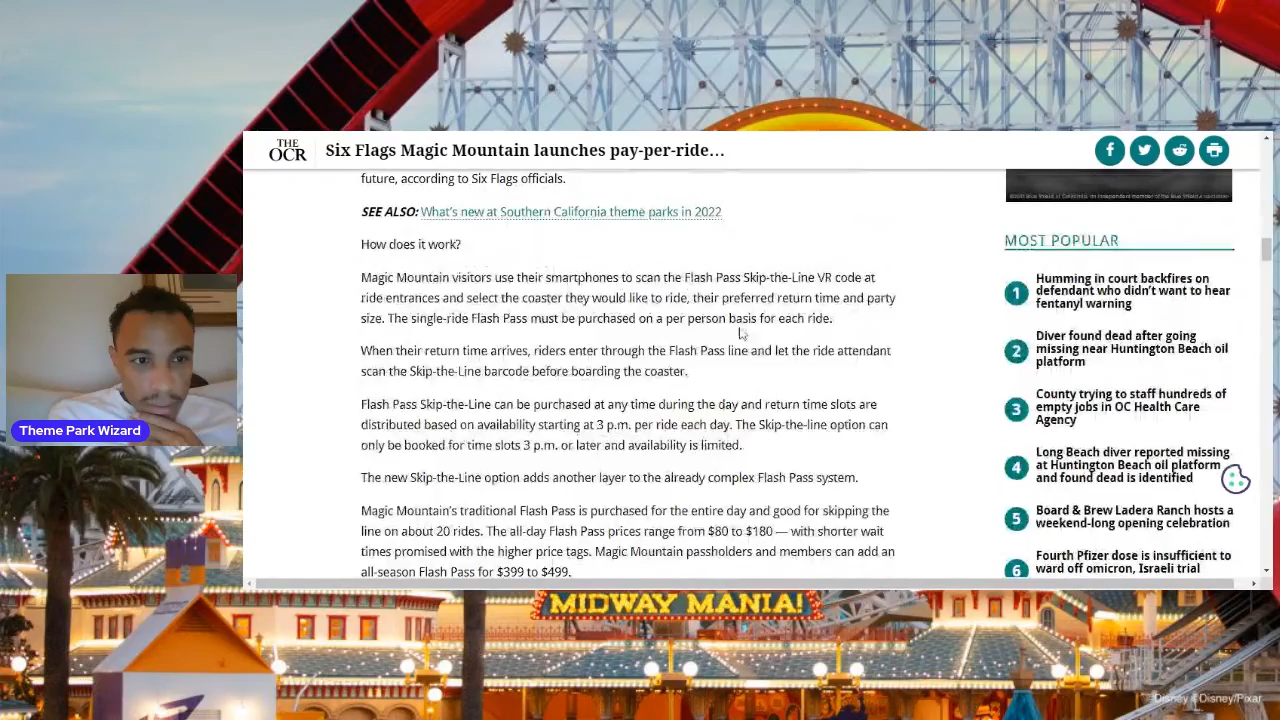 THE
OCR
Six Flags Magic Mountain launches pay-per-ride…
future, according to Six Flags officials.
SEE ALSO: What's new at Southern California theme parks in 2022
How does it work?
Magic Mountain visitors use their smartphones to scan the Flash Pass Skip-the-Line VR code at
ride entrances and select the coaster they would like to ride, their preferred return time and party
size. The single-ride Flash Pass must be purchased on a per person basis for each ride.
When their return time arrives, riders enter through the Flash Pass line and let the ride attendant
scan the Skip-the-Line barcode before boarding the coaster.
Flash Pass Skip-the-Line can be purchased at any time during the day and return time slots are
distributed based on availability starting at 3 p.m. per ride each day. The Skip-the-line option can
only be booked for time slots 3 p.m. or later and availability is limited.
The new Skip-the-Line option adds another layer to the already complex Flash Pass system.
Magic Mountain's traditional Flash Pass is purchased for the entire day and good for skipping the
line on about 20 rides. The all-day Flash Pass prices range from $80 to $180 — with shorter wait
times promised with the higher price tags. Magic Mountain passholders and members can add an
all-season Flash Pass for $399 to $499.
MOST POPULAR
1 Humming in court backfires on
defendant who didn't want to hear
fentanyl warning
2 Diver found dead after going
missing near Huntington Beach oil
platform
3 County trying to staff hundreds of
empty jobs in OC Health Care
Agency
4 Long Beach diver reported missing
at Huntington Beach oil platform
and found dead is identified
5 Board & Brew Ladera Ranch hosts a
weekend-long opening celebration
6 Fourth Pfizer dose is insufficient to
ward off omicron, Israeli trial
Theme Park Wizard
MIDWAY MANIA!
©Disney ©Disney/Pixar